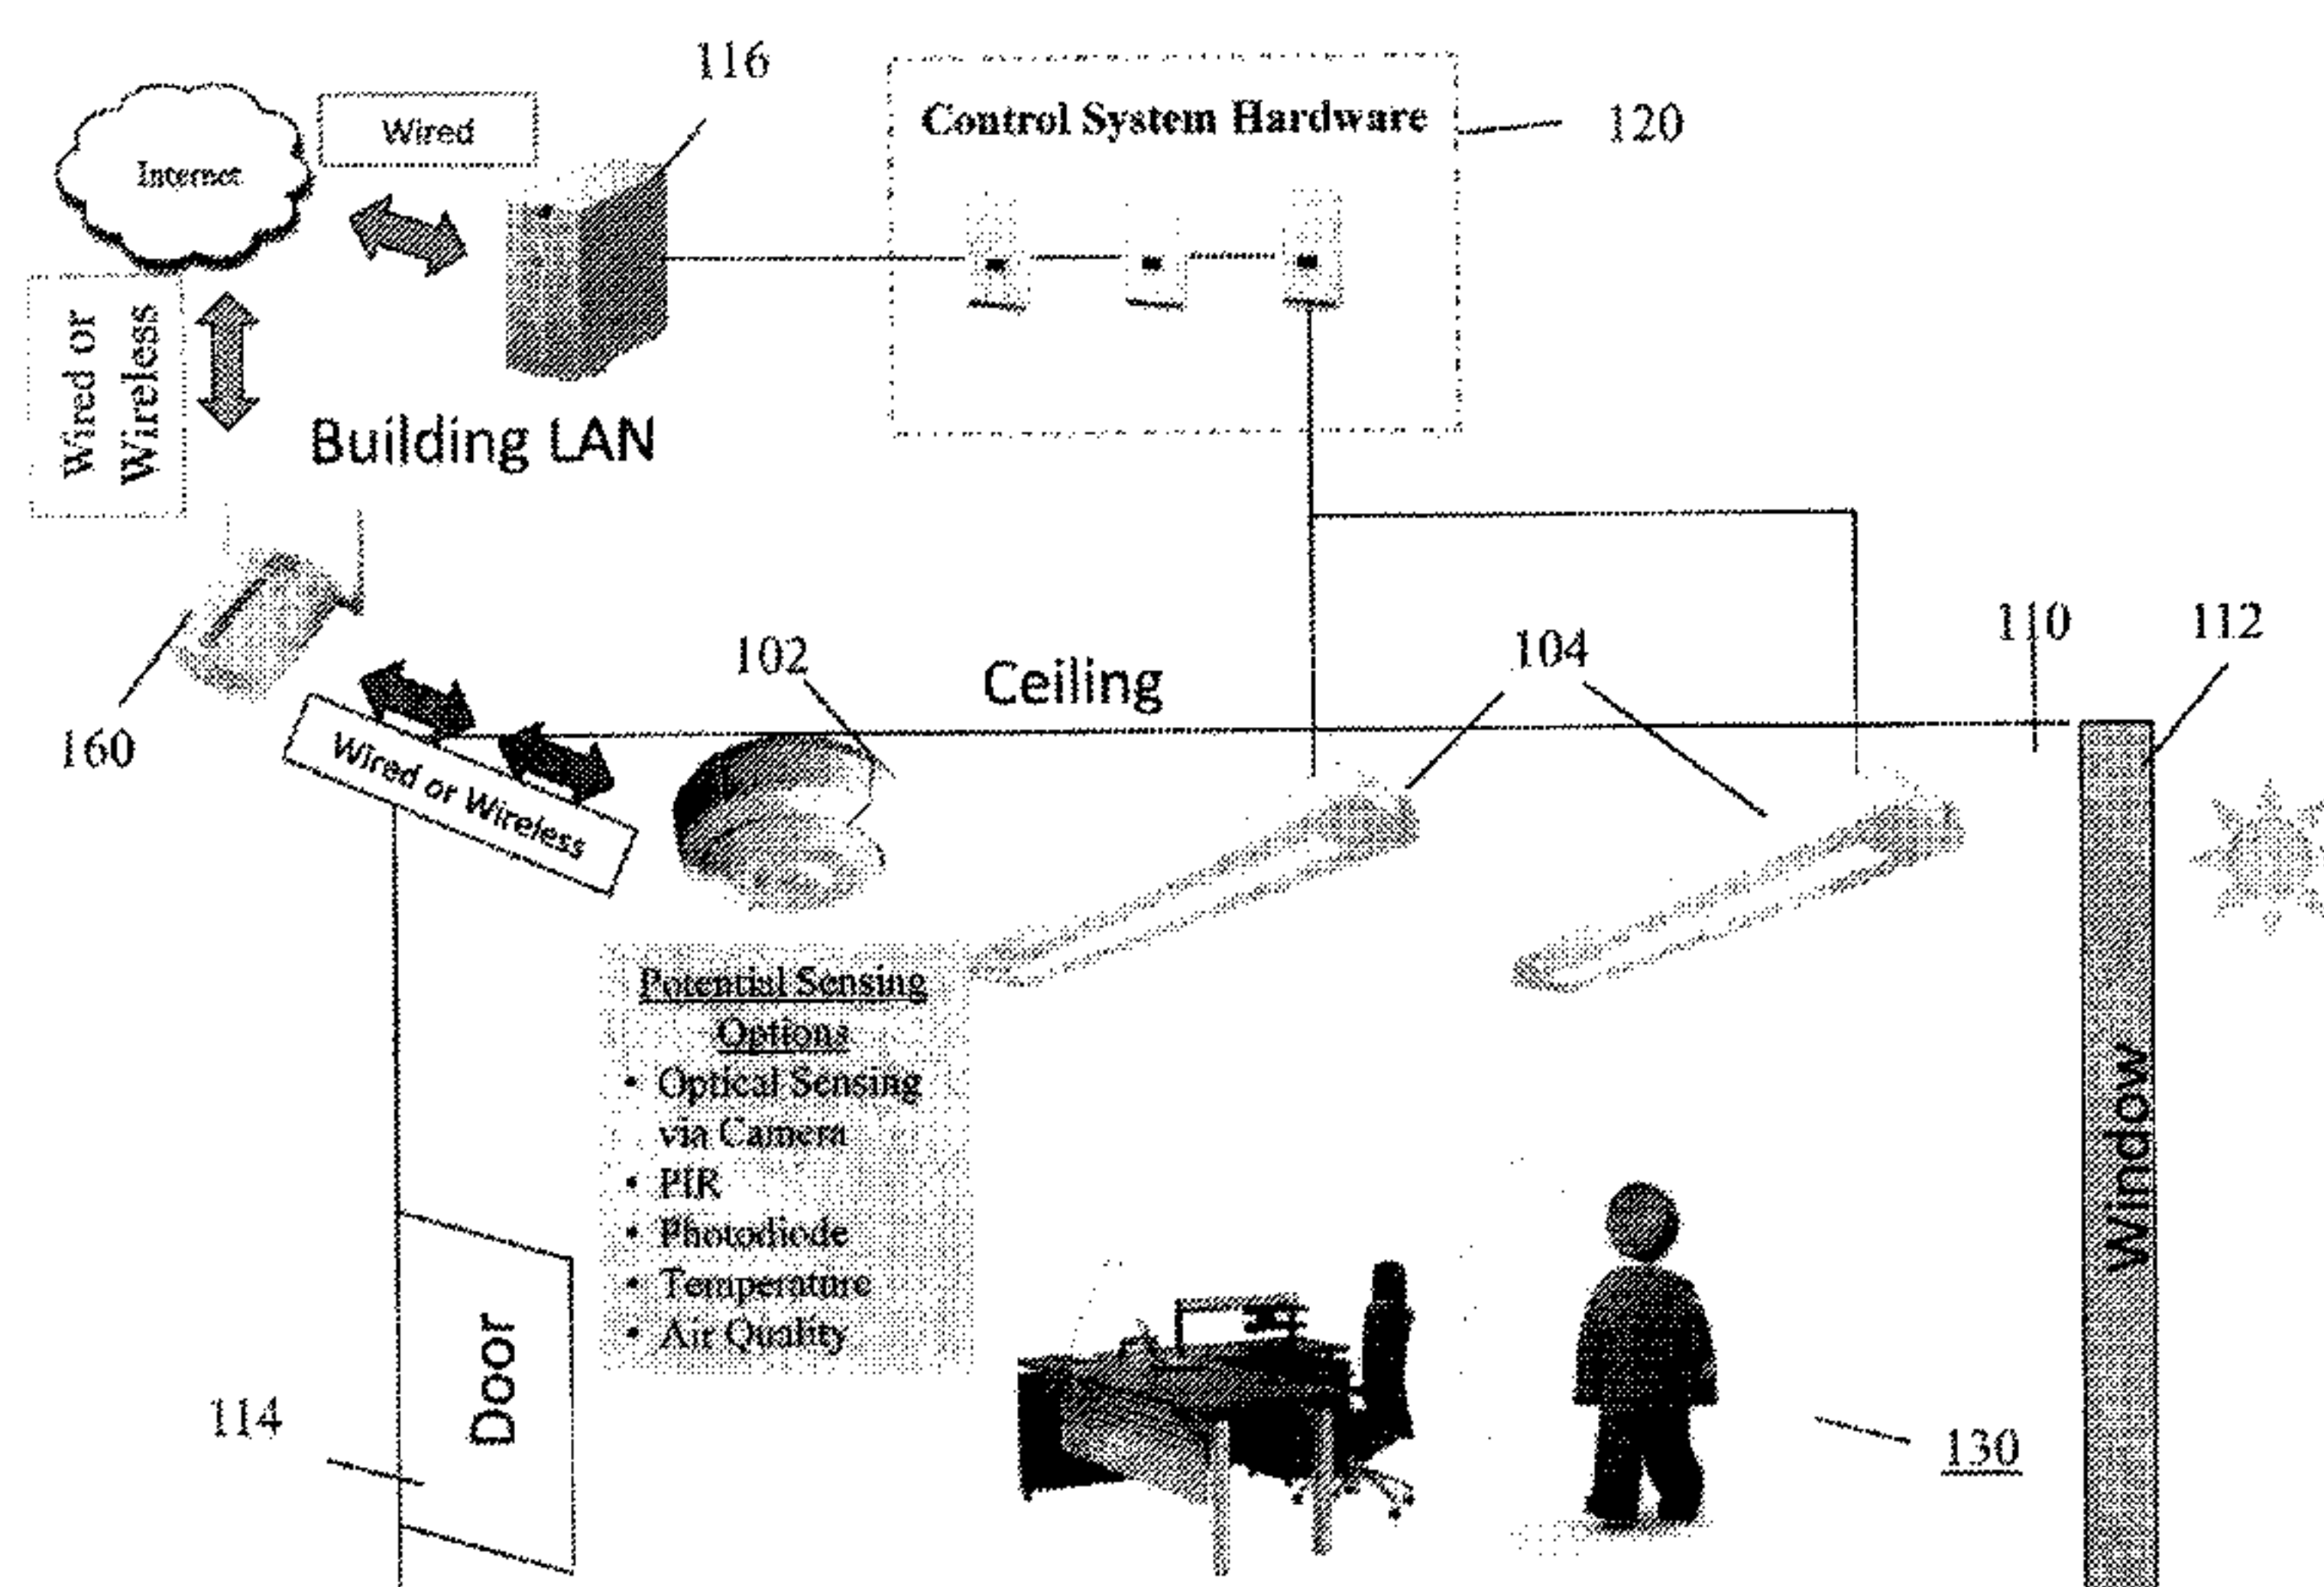 116
Wired
Control System Hardware
120
Internet
Wired or
Wireless
Building LAN
110
112
102
104
Ceiling
160
Wired or Wireless
Potential Sensing
Options
• Optical Sensing
via Camera
• PIR
• Photodiode
• Temperature
• Air Quality
Window
Door
114
130